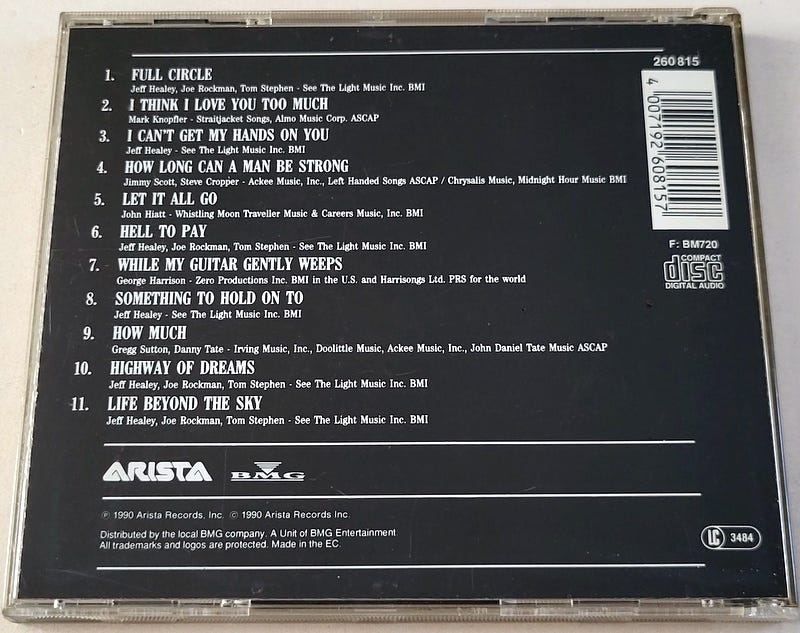 1. FULL CIRCLE
Jeff Healey, Joe Rockman, Tom Stephen - See The Light Music Inc. BMI
2. I THINK I LOVE YOU TOO MUCH
Mark Knopfler - Straitjacket Songs, Almo Music Corp. ASCAP
3. I CAN'T GET MY HANDS ON YOU
Jeff Healey - See The Light Music Inc. BMI
4. HOW LONG CAN A MAN BE STRONG
Jimmy Scott, Steve Cropper - Ackee Music, Inc., Left Handed Songs ASCAP / Chrysalis Music, Midnight Hour Music BMI
5. LET IT ALL GO
John Hiatt - Whistling Moon Traveller Music & Careers Music, Inc. BMI
6. HELL TO PAY
Jeff Healey, Joe Rockman, Tom Stephen - See The Light Music Inc. BMI
7. WHILE MY GUITAR GENTLY WEEPS
George Harrison - Zero Productions Inc. BMI in the U.S. and Harrisongs Ltd. PRS for the world
8. SOMETHING TO HOLD ON TO
Jeff Healey - See The Light Music Inc. BMI
9. HOW MUCH
Gregg Sutton, Danny Tate - Irving Music, Inc., Doolittle Music, Ackee Music, Inc., John Daniel Tate Music ASCAP
10. HIGHWAY OF DREAMS
Jeff Healey, Joe Rockman, Tom Stephen - See The Light Music Inc. BMI
11. LIFE BEYOND THE SKY
Jeff Healey, Joe Rockman, Tom Stephen - See The Light Music Inc. BMI
260 815
4 007192 608157
F: BM720
COMPACT
disc
DIGITAL AUDIO
ARISTA BMG
℗ 1990 Arista Records, Inc. © 1990 Arista Records Inc.
Distributed by the local BMG company. A Unit of BMG Entertainment
All trademarks and logos are protected. Made in the EC.
LC 3484